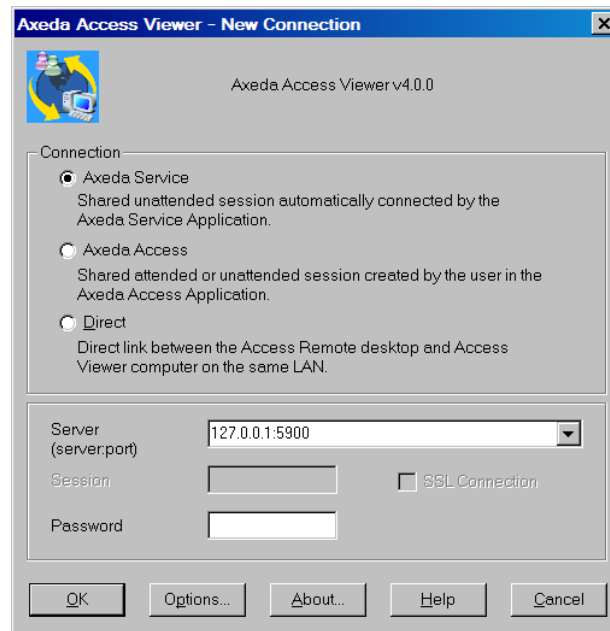 Axeda Access Viewer - New Connection
Axeda Access Viewer v4.0.0
Connection
Axeda Service
Shared unattended session automatically connected by the
Axeda Service Application.
Axeda Access
Shared attended or unattended session created by the user in the
Axeda Access Application.
Direct
Direct link between the Access Remote desktop and Access
Viewer computer on the same LAN.
Server
(server:port)
127.0.0.1:5900
Session
SSL Connection
Password
OK
Options...
About...
Help
Cancel